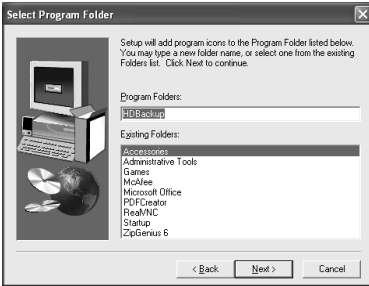 Select Program Folder
Setup will add program icons to the Program Folder listed below.
You may type a new folder name, or select one from the existing
Folders list. Click Next to continue.
Program Folders:
HDBackup
Existing Folders:
Accessories
Administrative Tools
Games
McAfee
Microsoft Office
PDFCreator
RealVNC
Startup
ZipGenius 6
< Back
Next >
Cancel